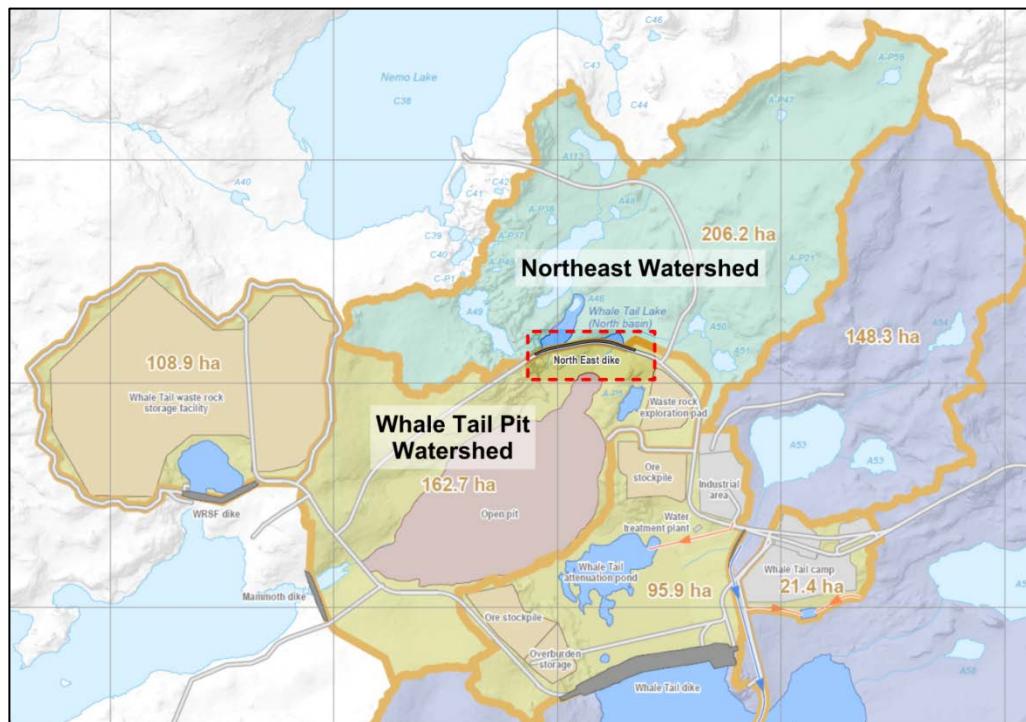 C46
Nemo Lake
C38
C43
C44
A-P56
A-P47
A113
A40
C41
C42
A-P38
A48
C39
C40
A-P37
206.2 ha
A-P21
C-P1
Northeast Watershed
A49
A46
Whale Tail Lake
(North basin)
A50
A51
148.3 ha
108.9 ha
North East dike
Whale Tail waste rock
storage facility
Waste rock
exploration pad
Whale Tail Pit
Watershed
A53
A53
162.7 ha
Ore
stockpile
Industrial
area
Open pit
WRSF dike
Water
treatment plant
Whale Tail
attenuation pond
Whale Tail camp
95.9 ha
21.4 ha
Mammoth dike
Ore stockpile
Overburden
storage
Whale Tail dike